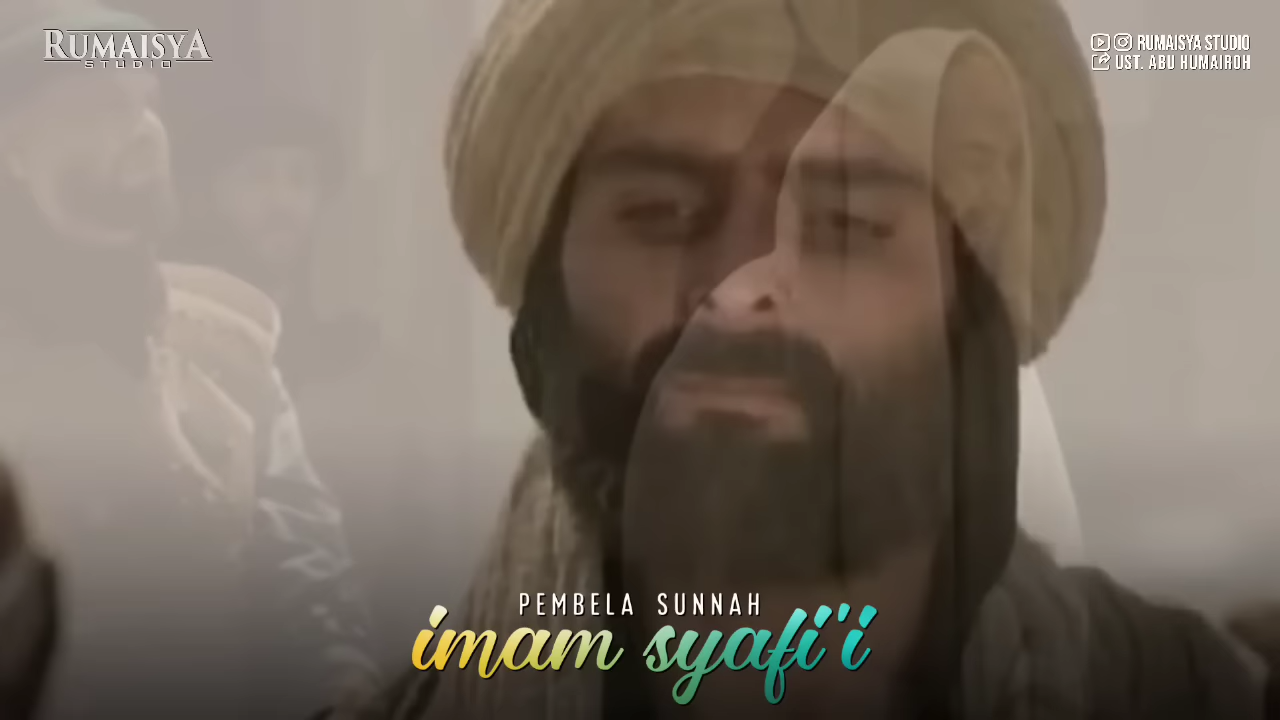 RUMAISYA
STUDIO
RUMAISYA STUDIO
UST. ABU HUMAIROH
PEMBELA SUNNAH
imam syafi'i